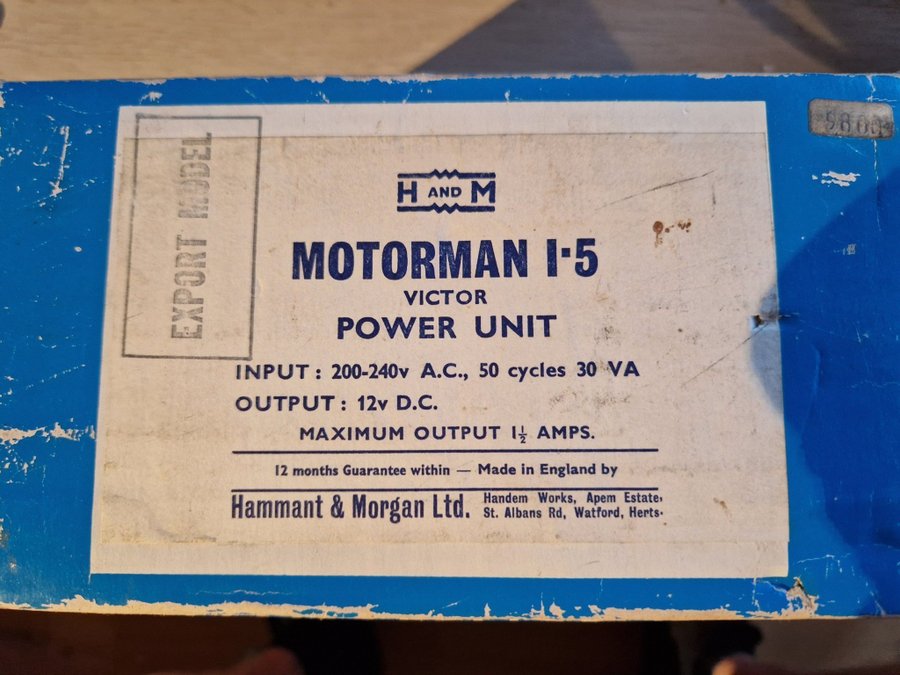 98.00
EXPORT MODEL
H AND M
MOTORMAN 1·5
VICTOR
POWER UNIT
INPUT : 200-240v A.C., 50 cycles 30 VA
OUTPUT : 12v D.C.
MAXIMUM OUTPUT 1½ AMPS.
12 months Guarantee within — Made in England by
Hammant & Morgan Ltd. Handem Works, Apem Estate,
St. Albans Rd, Watford, Herts.